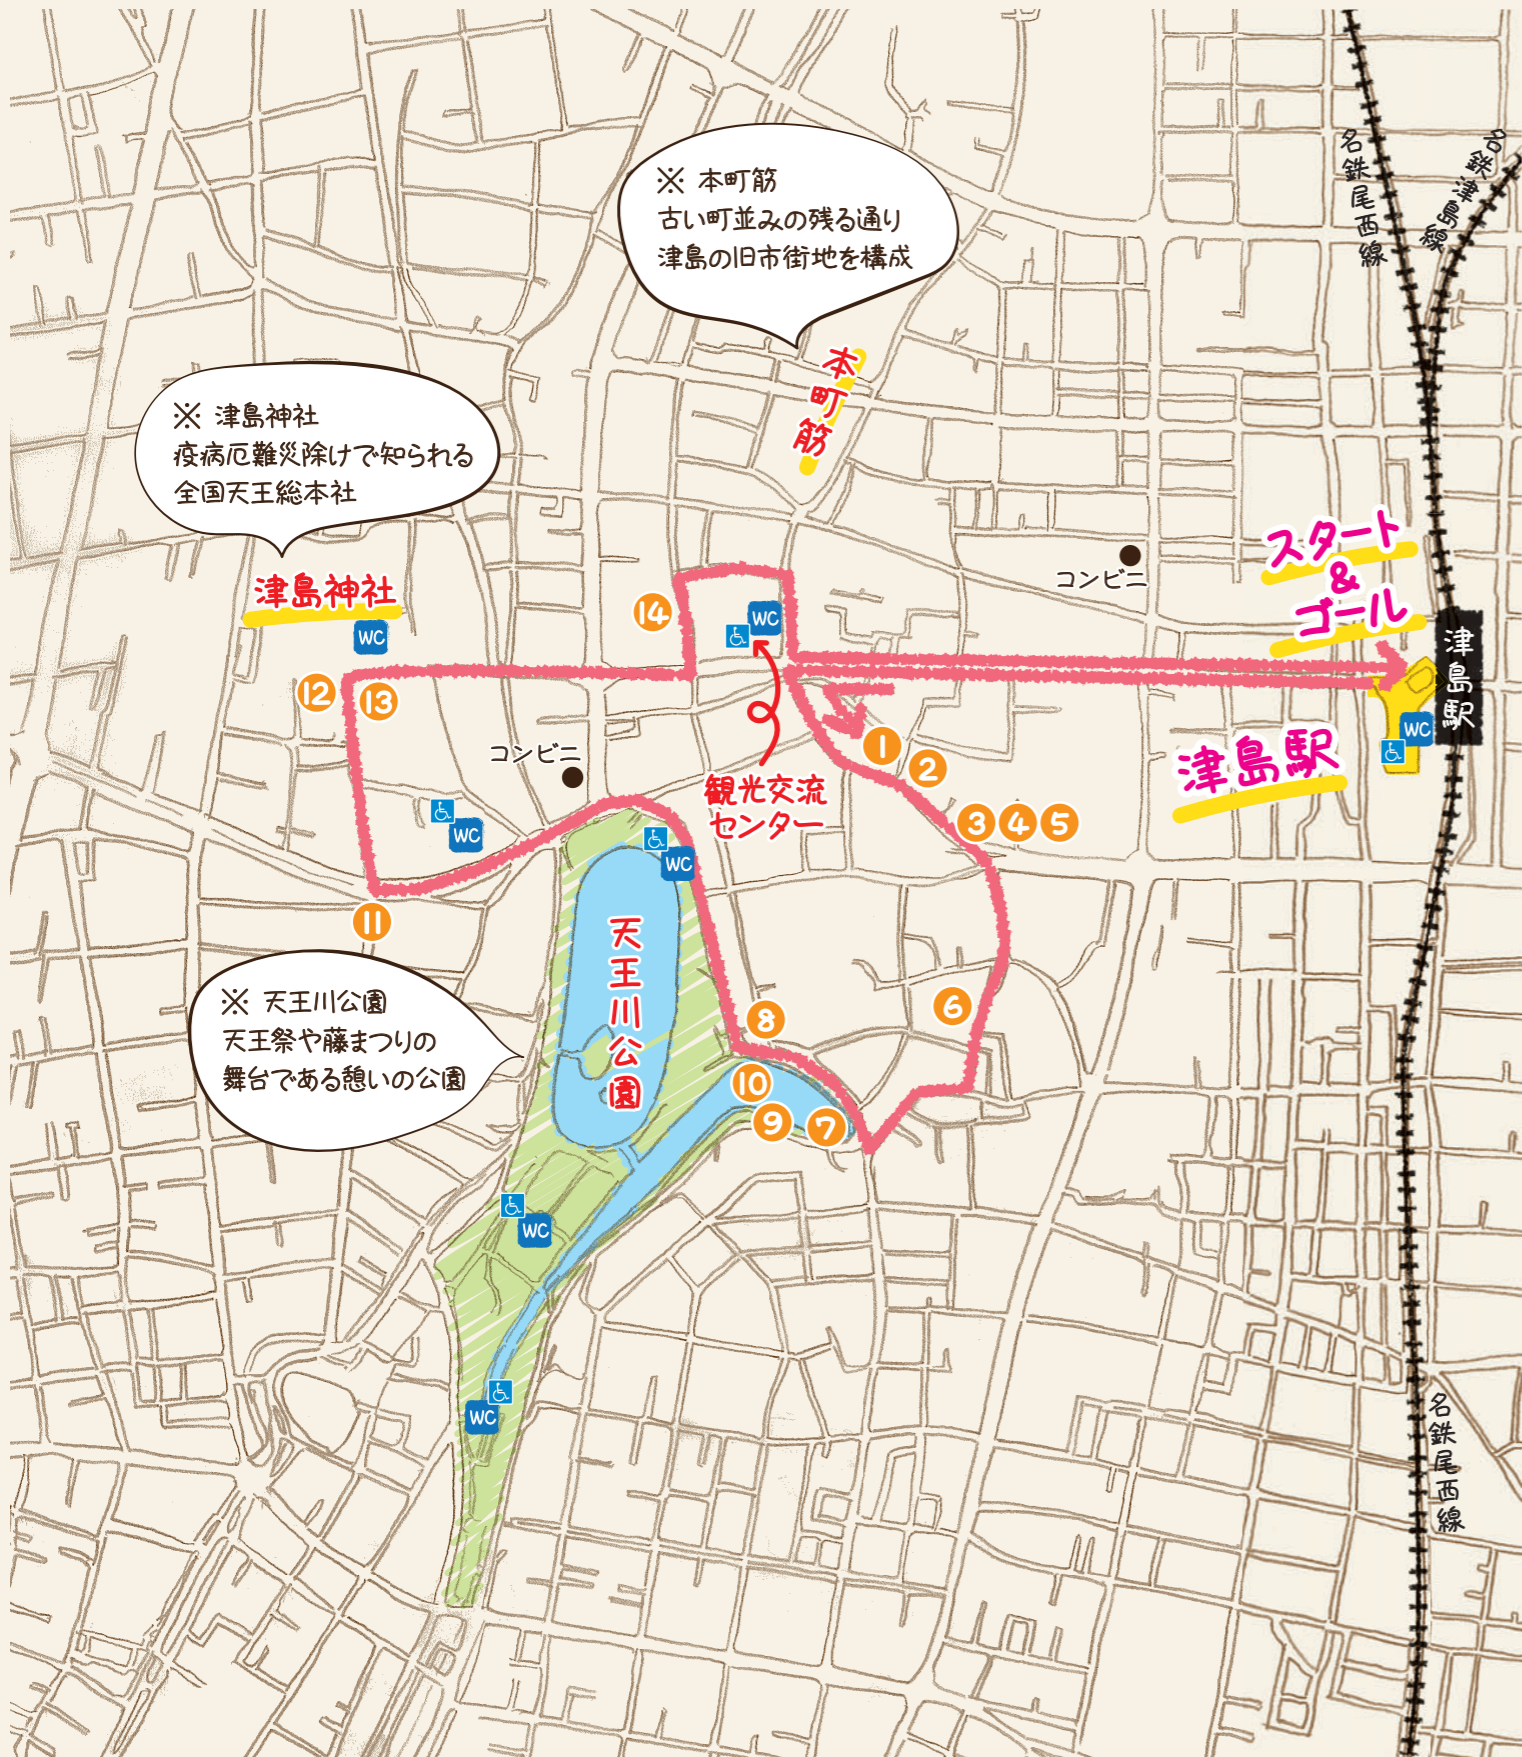 名鉄尾西線
名鉄津島線
※ 本町筋
古い町並みの残る通り
津島の旧市街地を構成
本町筋
※ 津島神社
疫病厄難災除けで知られる
全国天王総本社
津島神社
WC
スタート
&
ゴール
コンビニ
津島駅
14
WC
12
13
WC
津島駅
1
2
コンビニ
観光交流
センター
3
4
5
WC
WC
11
天王川公園
※ 天王川公園
天王祭や藤まつりの
舞台である憩いの公園
6
8
10
9
7
WC
WC
名鉄尾西線